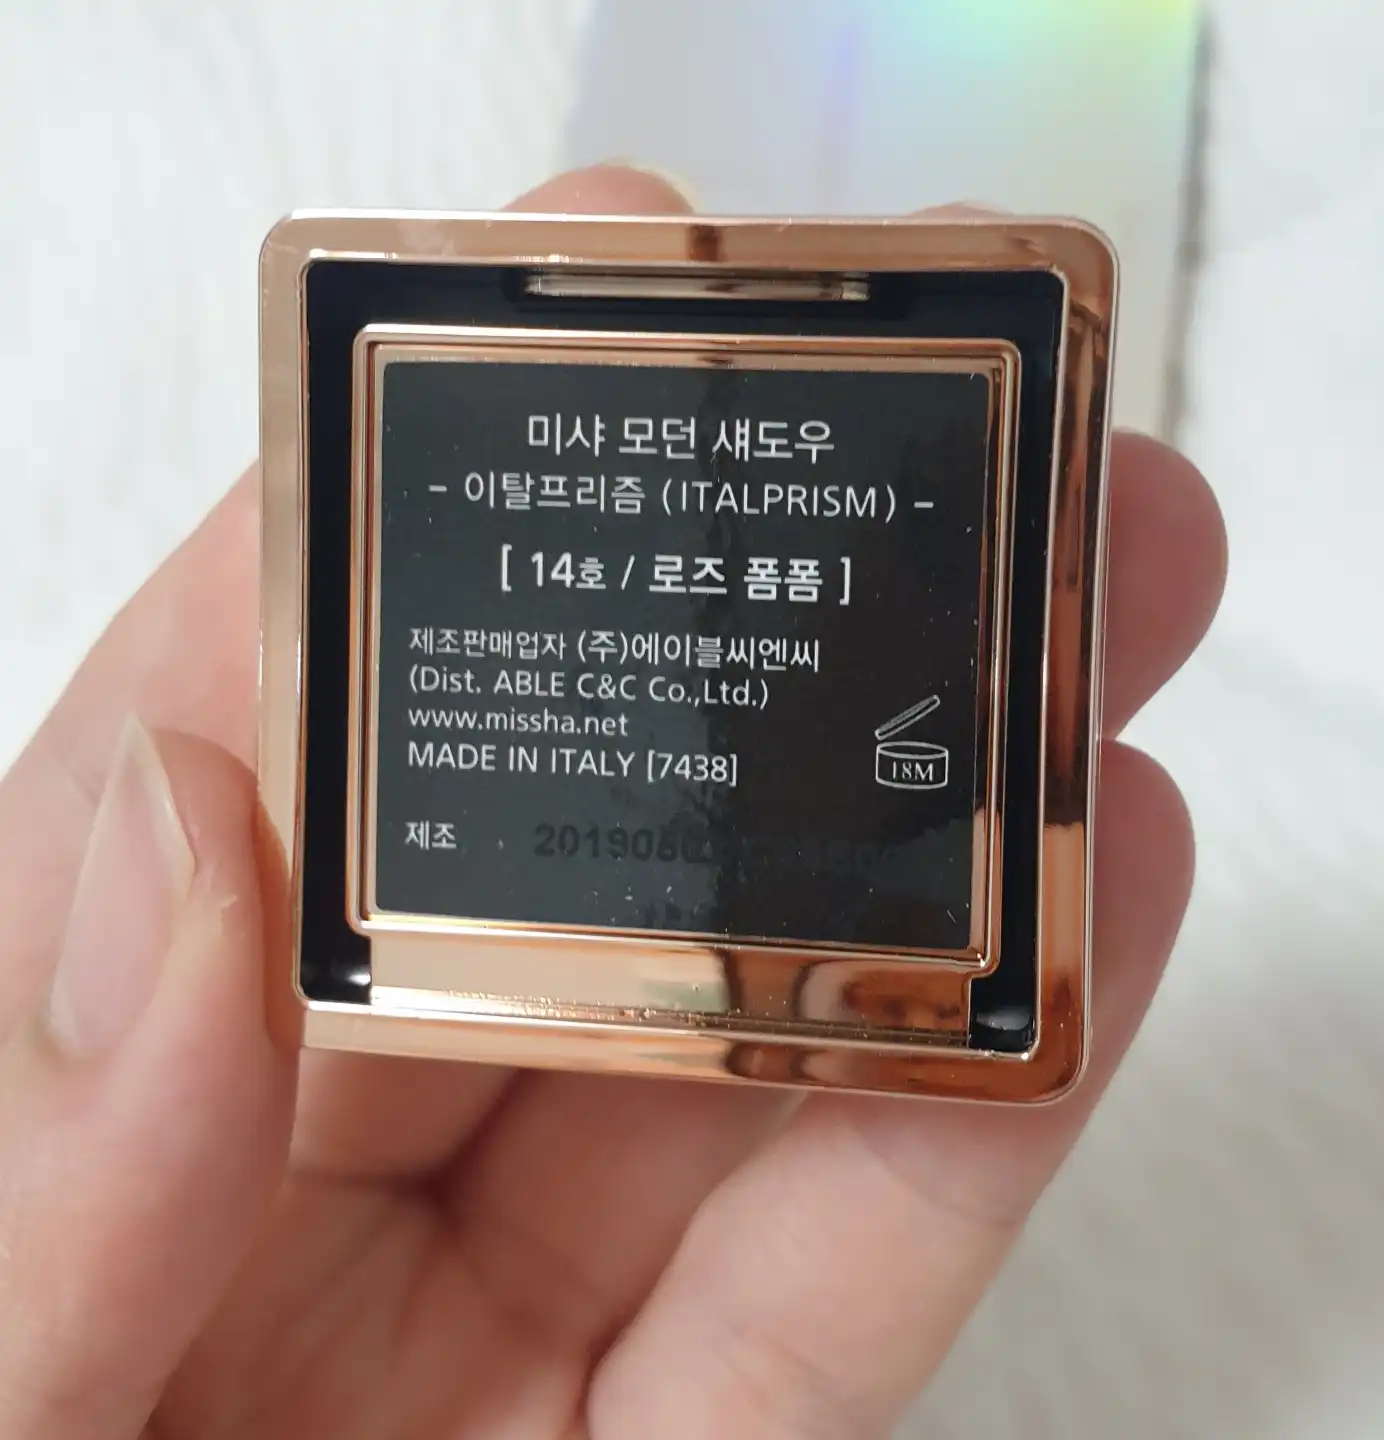 미샤 모던 섀도우
- 이탈프리즘 (ITALPRISM) -
[ 14호 / 로즈 폼폼 ]
제조판매업자 (주)에이블씨엔씨
(Dist. ABLE C&C Co.,Ltd.)
www.missha.net
MADE IN ITALY [7438]
18M
제조